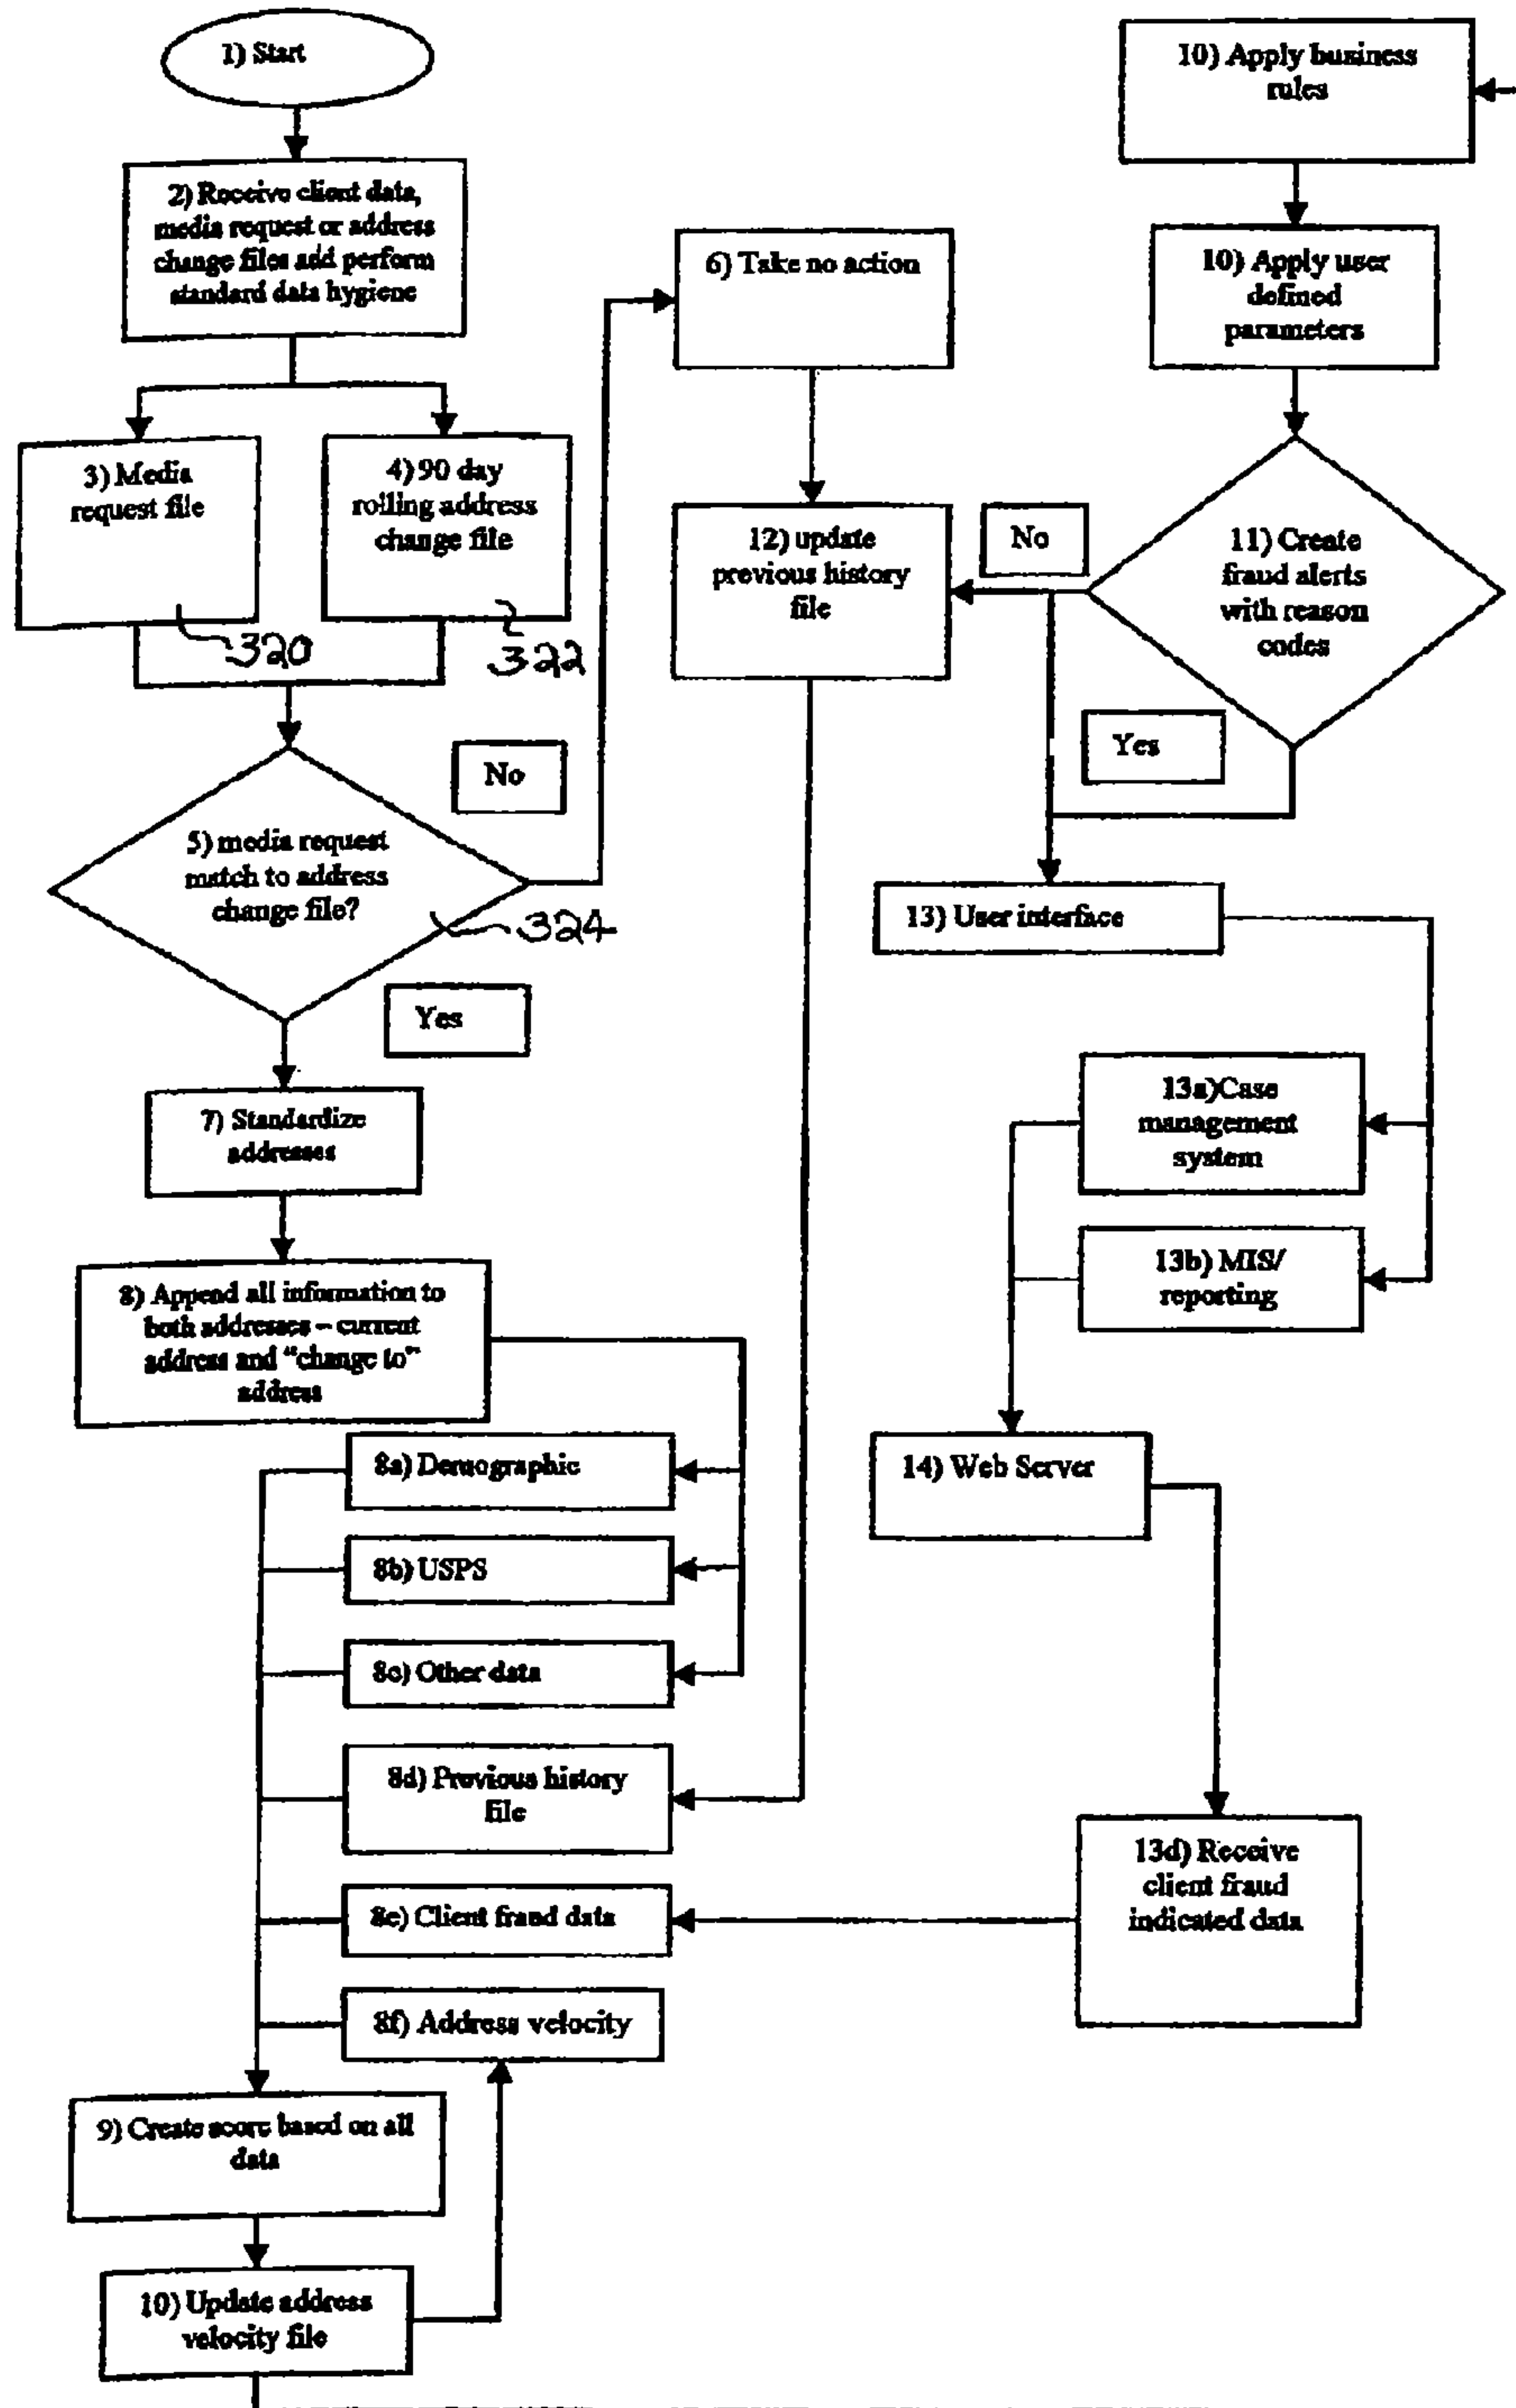 1) Start
2) Receive client data,
media request or address
change files add perform
standard data hygiene
3) Media
request file
4) 90 day
rolling address
change file
320
322
5) media request
match to address
change file?
324
No
Yes
6) Take no action
7) Standardize
addresses
8) Append all information to
both addresses – current
address and "change to"
address
8a) Demographic
8b) USPS
8c) Other data
8d) Previous history
file
8e) Client fraud data
8f) Address velocity
9) Create score based on all
data
10) Update address
velocity file
10) Apply business
rules
10) Apply user
defined
parameters
11) Create
fraud alerts
with reason
codes
No
Yes
12) update
previous history
file
13) User interface
13a)Case
management
system
13b) MIS/
reporting
14) Web Server
13d) Receive
client fraud
indicated data